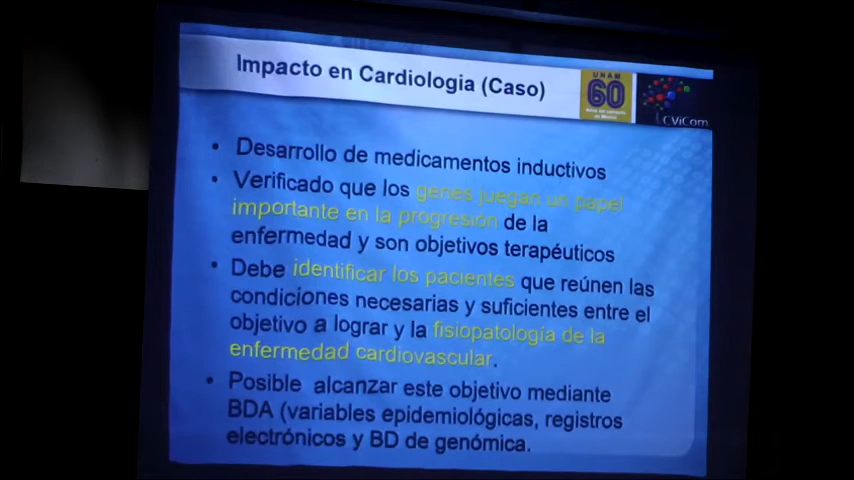 Impacto en Cardiologia (Caso)
UNAM
60
CViCom
• Desarrollo de medicamentos inductivos
• Verificado que los genes juegan un papel
importante en la progresión de la
enfermedad y son objetivos terapéuticos
• Debe identificar los pacientes que reúnen las
condiciones necesarias y suficientes entre el
objetivo a lograr y la fisiopatología de la
enfermedad cardiovascular.
• Posible alcanzar este objetivo mediante
BDA (variables epidemiológicas, registros
electrónicos y BD de genómica.